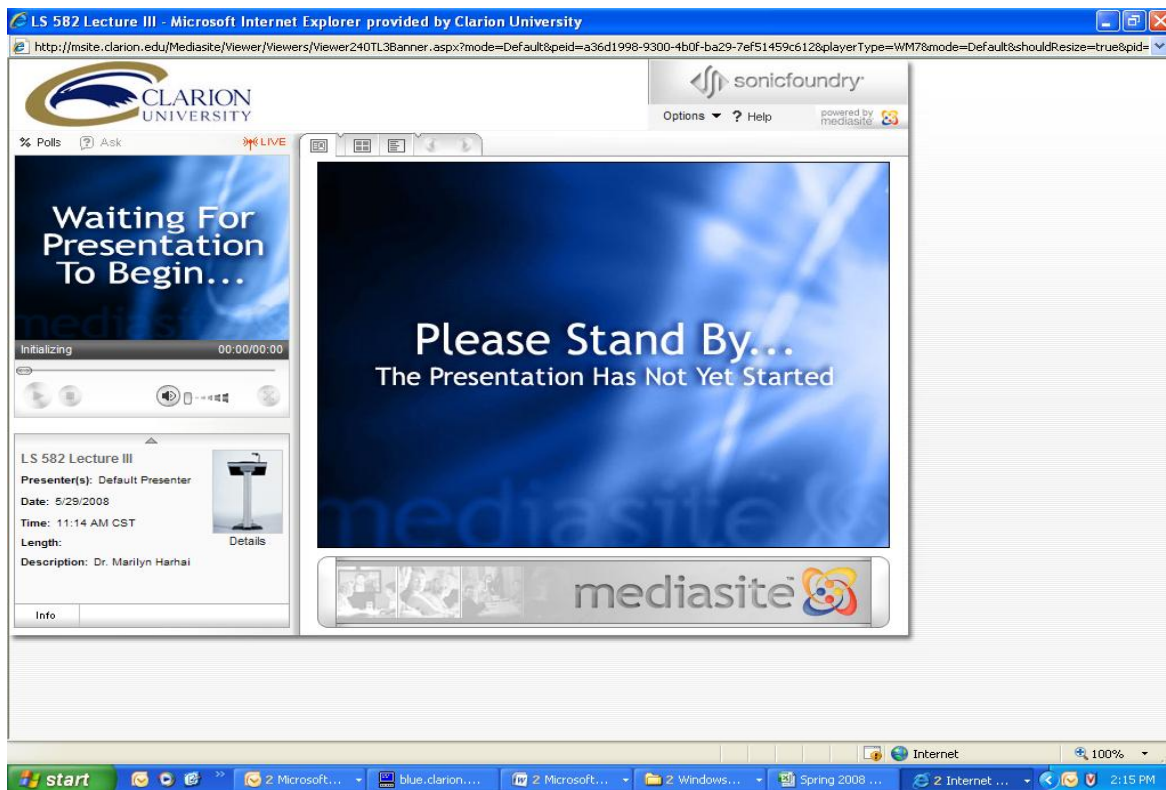 LS 582 Lecture III - Microsoft Internet Explorer provided by Clarion University
http://msite.clarion.edu/Mediasite/Viewer/Viewers/Viewer240TL3Banner.aspx?mode=Default&peid=a36d1998-9300-4b0f-ba29-7ef51459c612&playerType=WM7&mode=Default&shouldResize=true&pid=
CLARION
UNIVERSITY
sonicfoundry
Options ? Help
powered by
mediasite
% Polls ? Ask LIVE
Waiting For
Presentation
To Begin...
mediasite
Initializing 00:00/00:00
Please Stand By...
The Presentation Has Not Yet Started
mediasite
LS 582 Lecture III
Presenter(s): Default Presenter
Date: 5/29/2008
Time: 11:14 AM CST
Length:
Details
Description: Dr. Marilyn Harhai
Info
mediasite™
Internet 100%
start » 2 Microsoft... blue.clarion.... 2 Microsoft... 2 Windows... Spring 2008 ... 2 Internet ... 2:15 PM